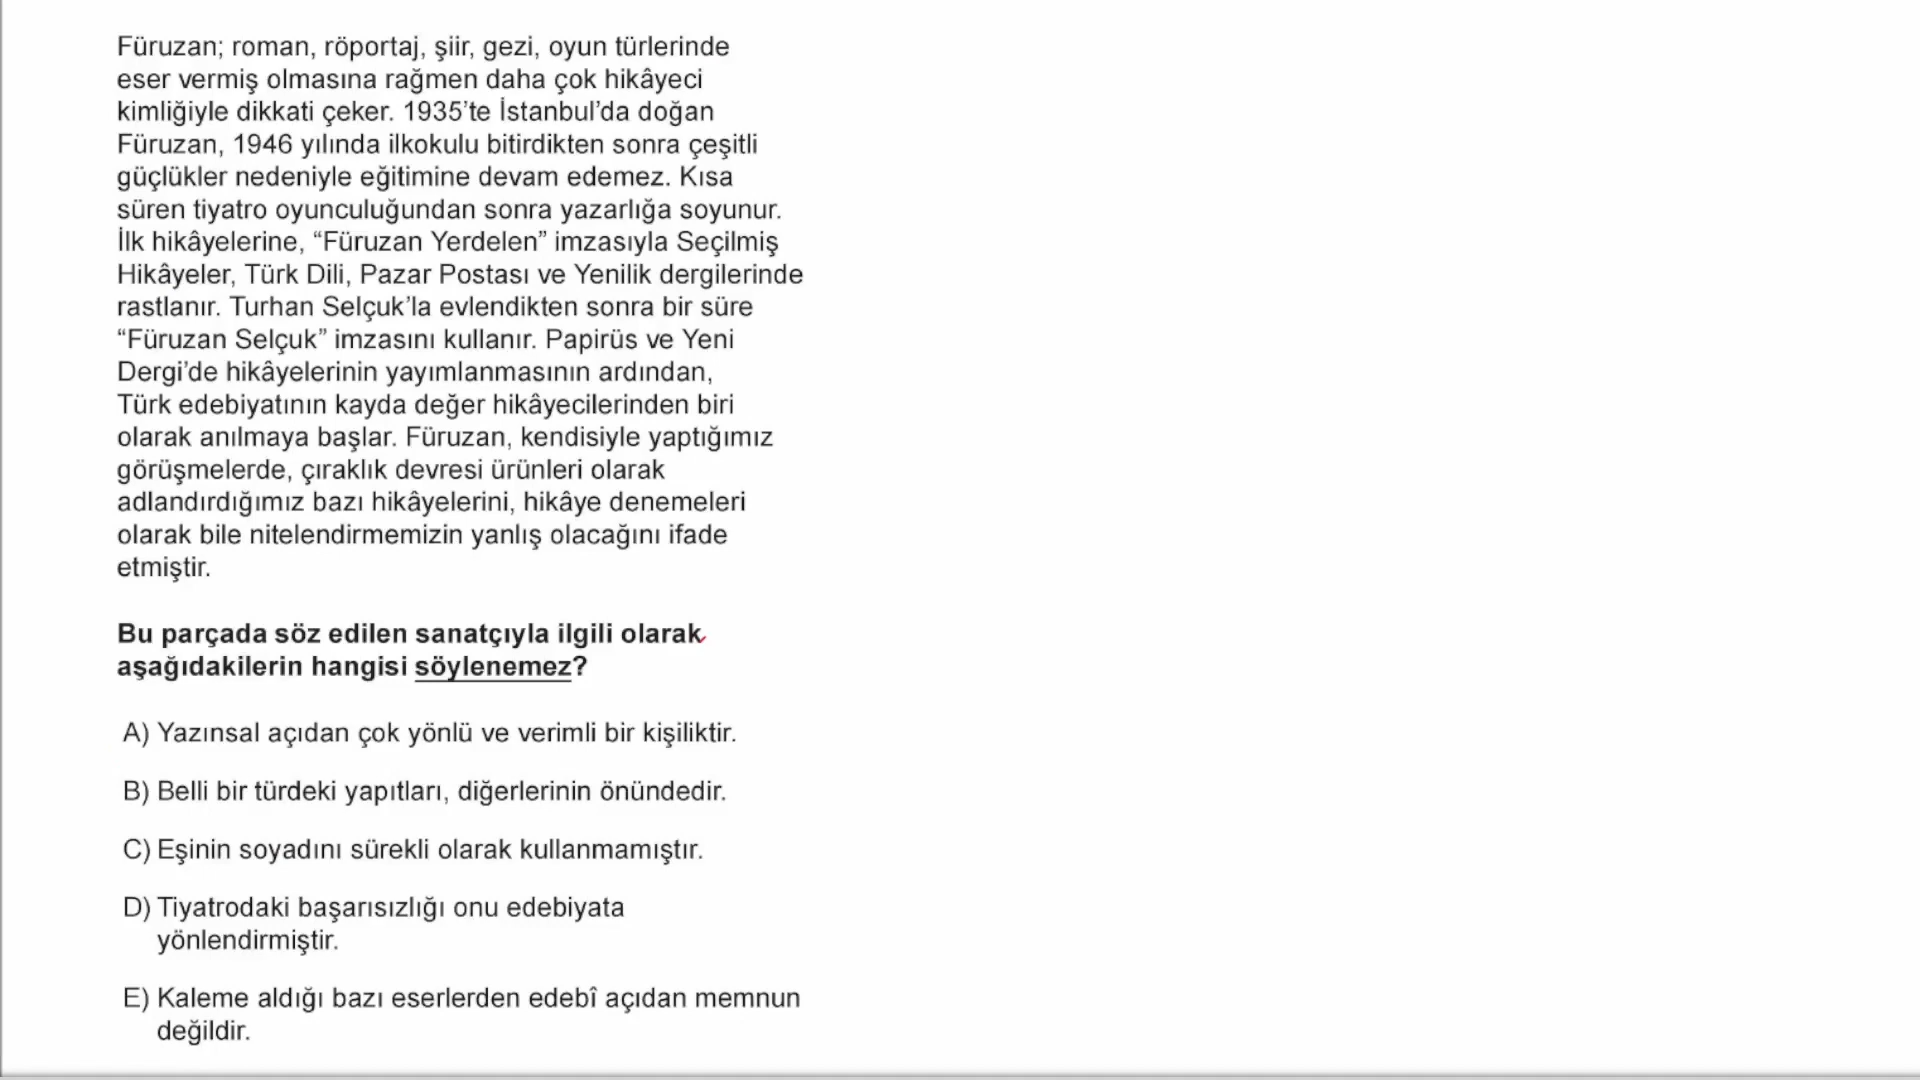 Füruzan; roman, röportaj, şiir, gezi, oyun türlerinde
eser vermiş olmasına rağmen daha çok hikâyeci
kimliğiyle dikkati çeker. 1935’te İstanbul’da doğan
Füruzan, 1946 yılında ilkokulu bitirdikten sonra çeşitli
güçlükler nedeniyle eğitimine devam edemez. Kısa
süren tiyatro oyunculuğundan sonra yazarlığa soyunur.
İlk hikâyelerine, “Füruzan Yerdelen” imzasıyla Seçilmiş
Hikâyeler, Türk Dili, Pazar Postası ve Yenilik dergilerinde
rastlanır. Turhan Selçuk’la evlendikten sonra bir süre
“Füruzan Selçuk” imzasını kullanır. Papirüs ve Yeni
Dergi’de hikâyelerinin yayımlanmasının ardından,
Türk edebiyatının kayda değer hikâyecilerinden biri
olarak anılmaya başlar. Füruzan, kendisiyle yaptığımız
görüşmelerde, çıraklık devresi ürünleri olarak
adlandırdığımız bazı hikâyelerini, hikâye denemeleri
olarak bile nitelendirmemizin yanlış olacağını ifade
etmiştir.
Bu parçada söz edilen sanatçıyla ilgili olarak
aşağıdakilerin hangisi söylenemez?
A) Yazınsal açıdan çok yönlü ve verimli bir kişiliktir.
B) Belli bir türdeki yapıtları, diğerlerinin önündedir.
C) Eşinin soyadını sürekli olarak kullanmamıştır.
D) Tiyatrodaki başarısızlığı onu edebiyata
yönlendirmiştir.
E) Kaleme aldığı bazı eserlerden edebî açıdan memnun
değildir.